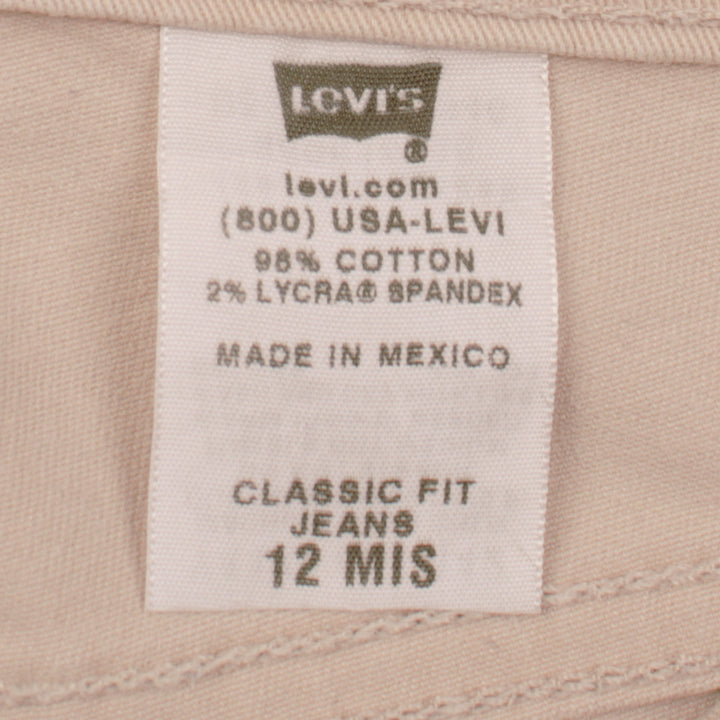 LEVI'S
®
levi.com
(800) USA-LEVI
98% COTTON
2% LYCRA® SPANDEX
MADE IN MEXICO
CLASSIC FIT
JEANS
12 MIS